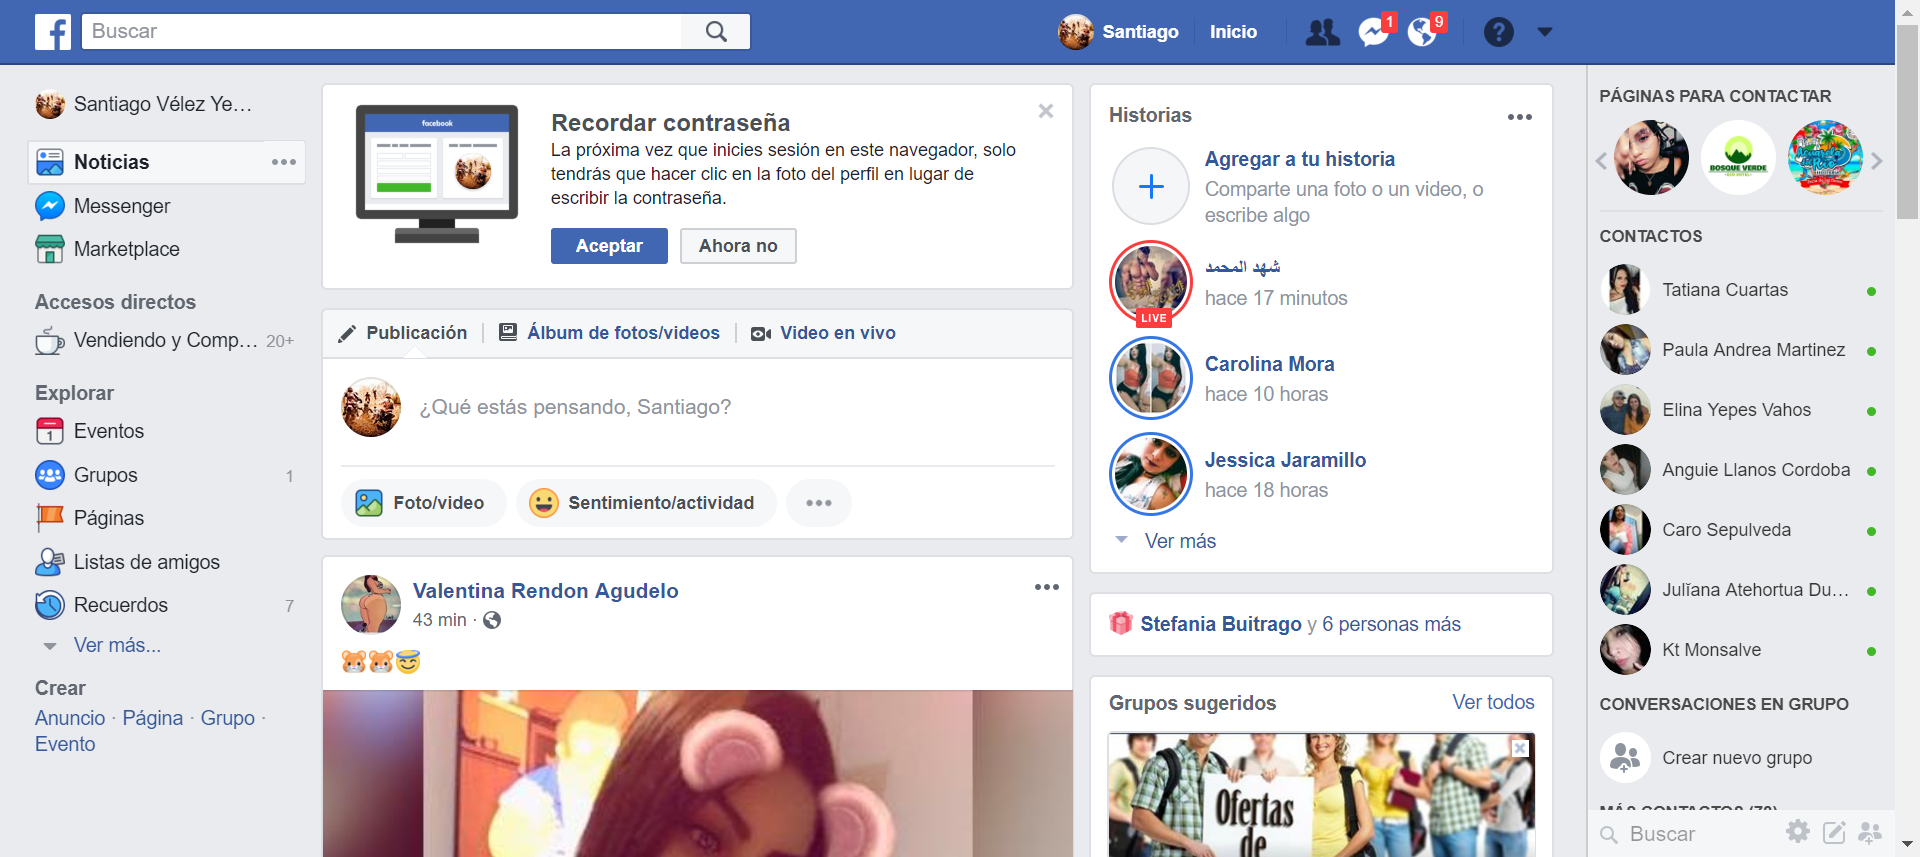 Buscar
Santiago
Inicio
1
9
Santiago Vélez Ye...
Noticias
Messenger
Marketplace
Accesos directos
Vendiendo y Comp... 20+
Explorar
Eventos
Grupos 1
Páginas
Listas de amigos
Recuerdos 7
Ver más...
Crear
Anuncio · Página · Grupo ·
Evento
facebook
Recordar contraseña
La próxima vez que inicies sesión en este navegador, solo
tendrás que hacer clic en la foto del perfil en lugar de
escribir la contraseña.
Aceptar
Ahora no
Publicación
Álbum de fotos/videos
Video en vivo
¿Qué estás pensando, Santiago?
Foto/video
Sentimiento/actividad
Valentina Rendon Agudelo
43 min ·
Historias
Agregar a tu historia
Comparte una foto o un video, o
escribe algo
شهد المحمد
hace 17 minutos
LIVE
Carolina Mora
hace 10 horas
Jessica Jaramillo
hace 18 horas
Ver más
Stefania Buitrago y 6 personas más
Grupos sugeridos
Ver todos
Ofertas
de
PÁGINAS PARA CONTACTAR
BOSQUE VERDE
CONTACTOS
Tatiana Cuartas
Paula Andrea Martinez
Elina Yepes Vahos
Anguie Llanos Cordoba
Caro Sepulveda
Juliana Atehortua Du...
Kt Monsalve
CONVERSACIONES EN GRUPO
Crear nuevo grupo
MÁS CONTACTOS (78)
Buscar